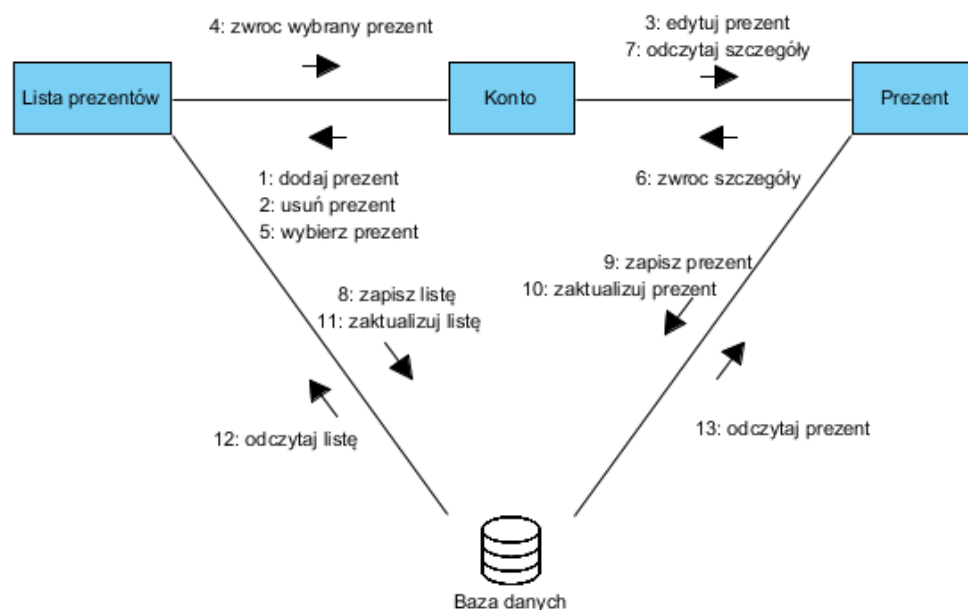 4: zwroc wybrany prezent
3: edytuj prezent
7: odczytaj szczegóły
Lista prezentów
Konto
Prezent
1: dodaj prezent
2: usuń prezent
5: wybierz prezent
6: zwroc szczegóły
9: zapisz prezent
10: zaktualizuj prezent
8: zapisz listę
11: zaktualizuj listę
12: odczytaj listę
13: odczytaj prezent
Baza danych